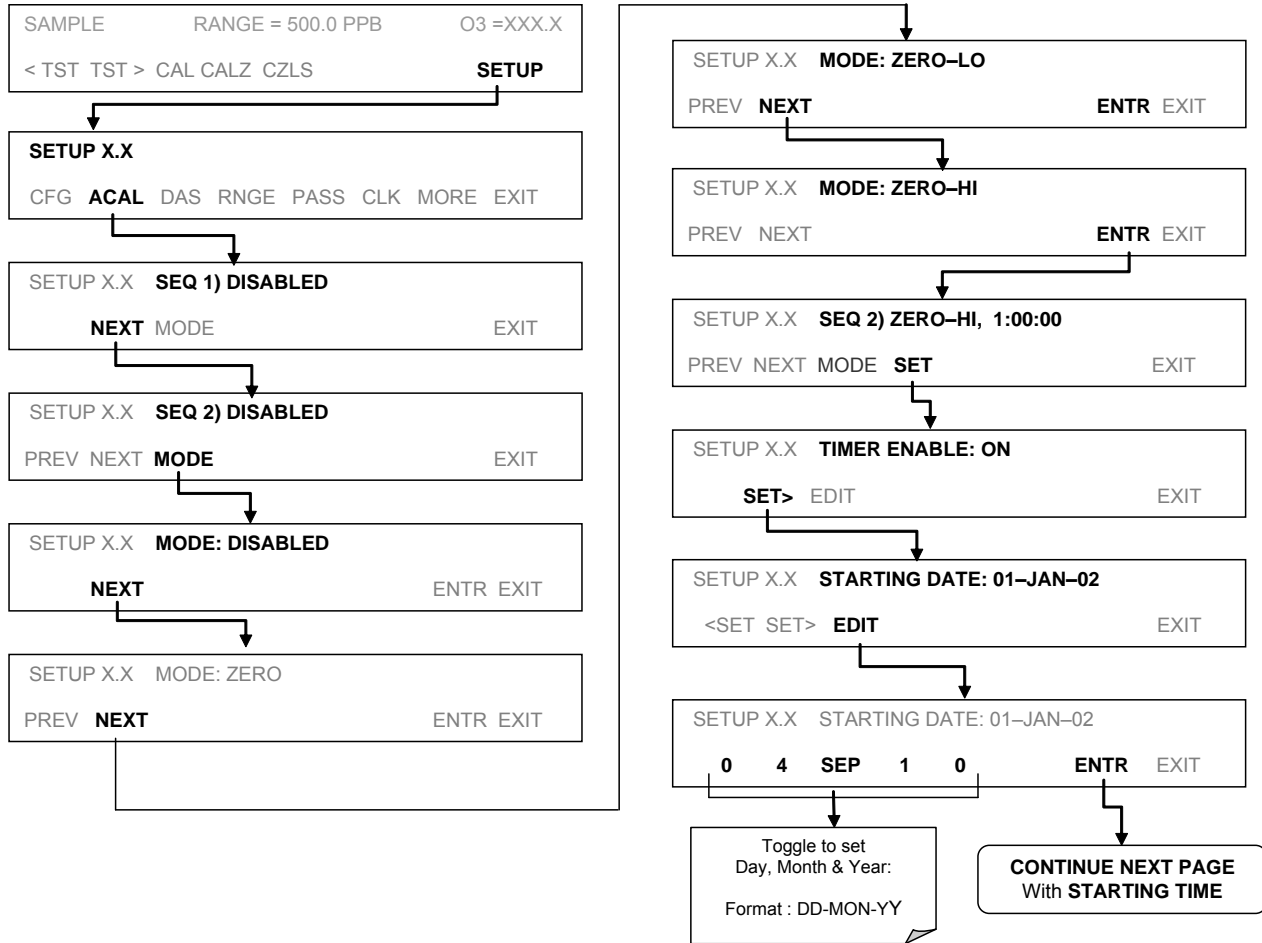 SAMPLE RANGE = 500.0 PPB O3 =XXX.X
< TST TST > CAL CALZ CZLS SETUP
SETUP X.X
CFG ACAL DAS RNGE PASS CLK MORE EXIT
SETUP X.X SEQ 1) DISABLED
NEXT MODE EXIT
SETUP X.X SEQ 2) DISABLED
PREV NEXT MODE EXIT
SETUP X.X MODE: DISABLED
NEXT ENTR EXIT
SETUP X.X MODE: ZERO
PREV NEXT ENTR EXIT
SETUP X.X MODE: ZERO–LO
PREV NEXT ENTR EXIT
SETUP X.X MODE: ZERO–HI
PREV NEXT ENTR EXIT
SETUP X.X SEQ 2) ZERO–HI, 1:00:00
PREV NEXT MODE SET EXIT
SETUP X.X TIMER ENABLE: ON
SET> EDIT EXIT
SETUP X.X STARTING DATE: 01–JAN–02
<SET SET> EDIT EXIT
SETUP X.X STARTING DATE: 01–JAN–02
0 4 SEP 1 0 ENTR EXIT
Toggle to set
Day, Month & Year:
Format : DD-MON-YY
CONTINUE NEXT PAGE
With STARTING TIME